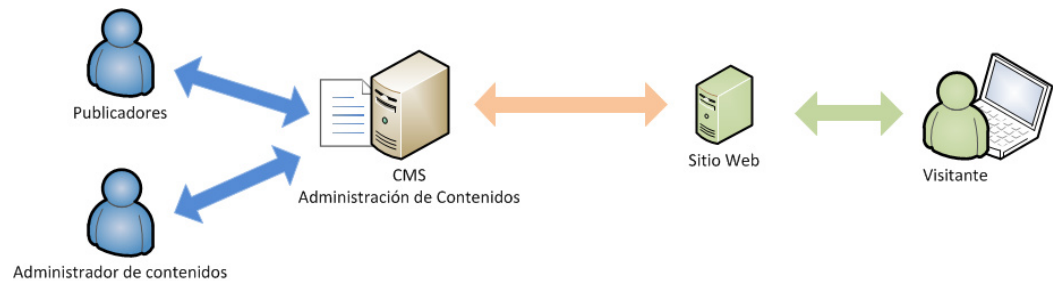 Publicadores
CMS
Administración de Contenidos
Sitio Web
Visitante
Administrador de contenidos